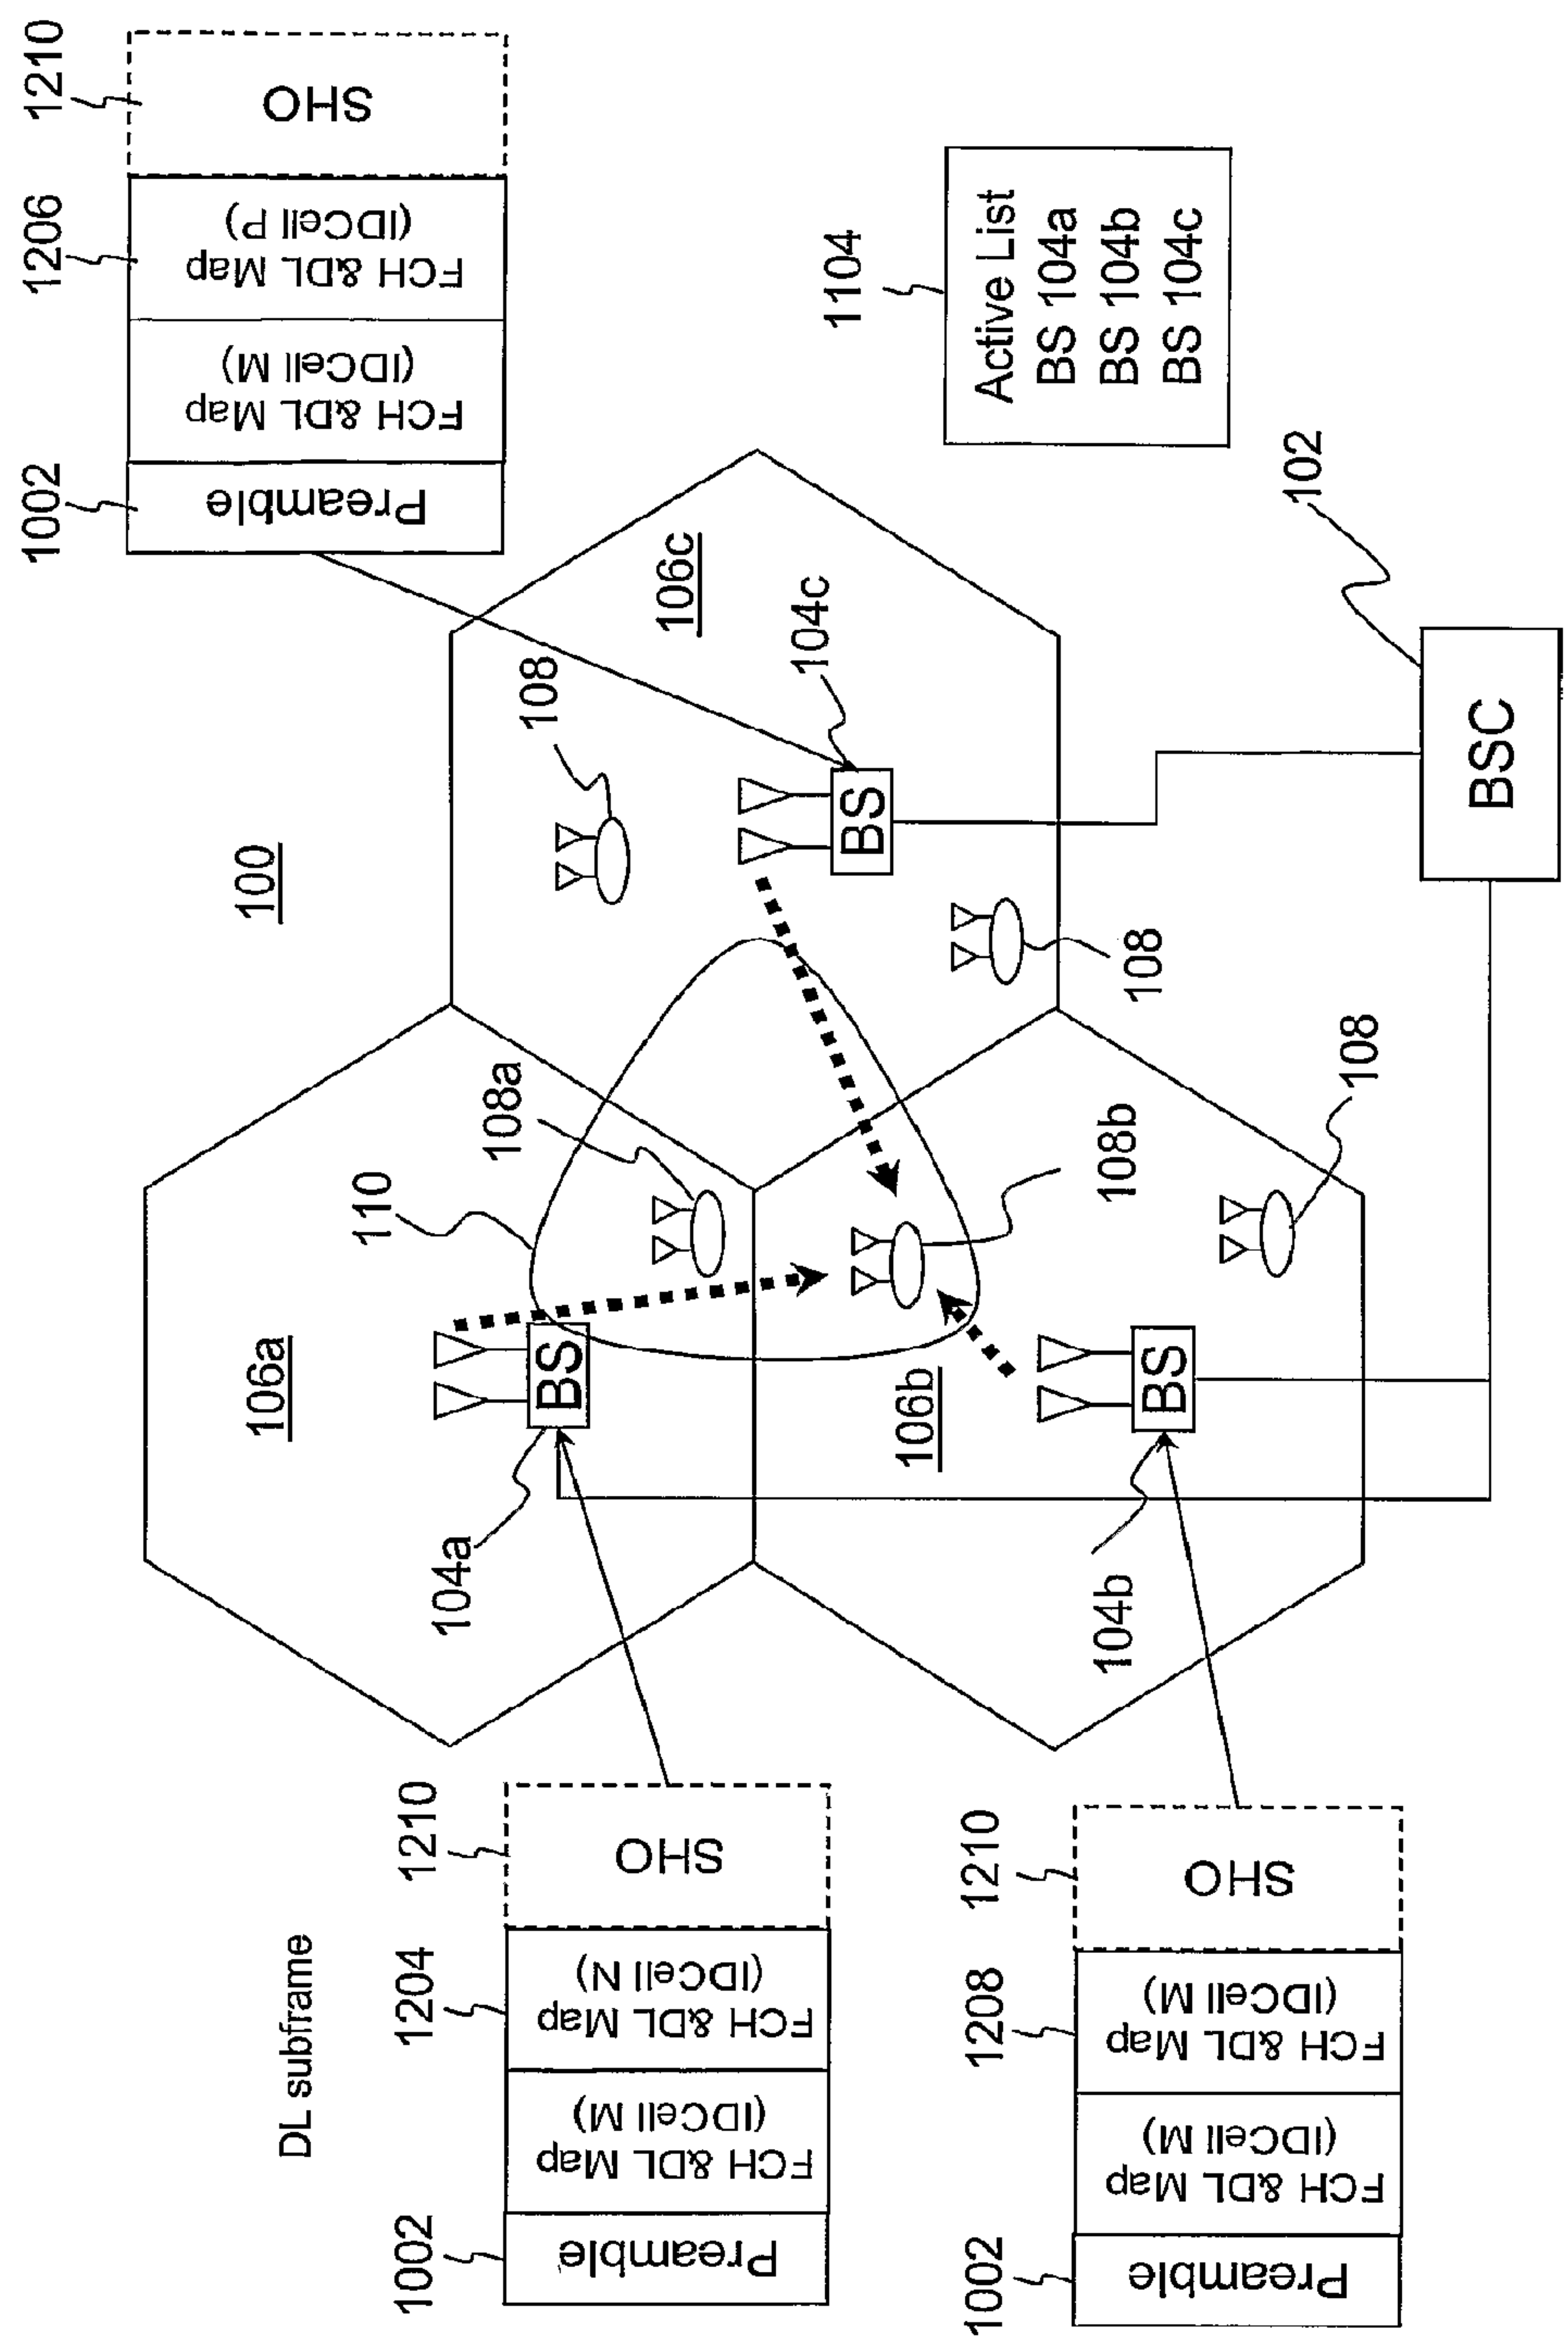 DL subframe
1002
1204
1210
Preamble
FCH &DL Map
(IDCell M)
FCH &DL Map
(IDCell N)
SHO
1002
1208
1210
Preamble
FCH &DL Map
(IDCell M)
FCH &DL Map
(IDCell M)
SHO
1002
1206
1210
Preamble
FCH &DL Map
(IDCell M)
FCH &DL Map
(IDCell P)
SHO
100
106a
110
108a
104a
BS
106b
108b
104b
BS
108
106c
108
104c
BS
108
1104
Active List
BS 104a
BS 104b
BS 104c
102
BSC